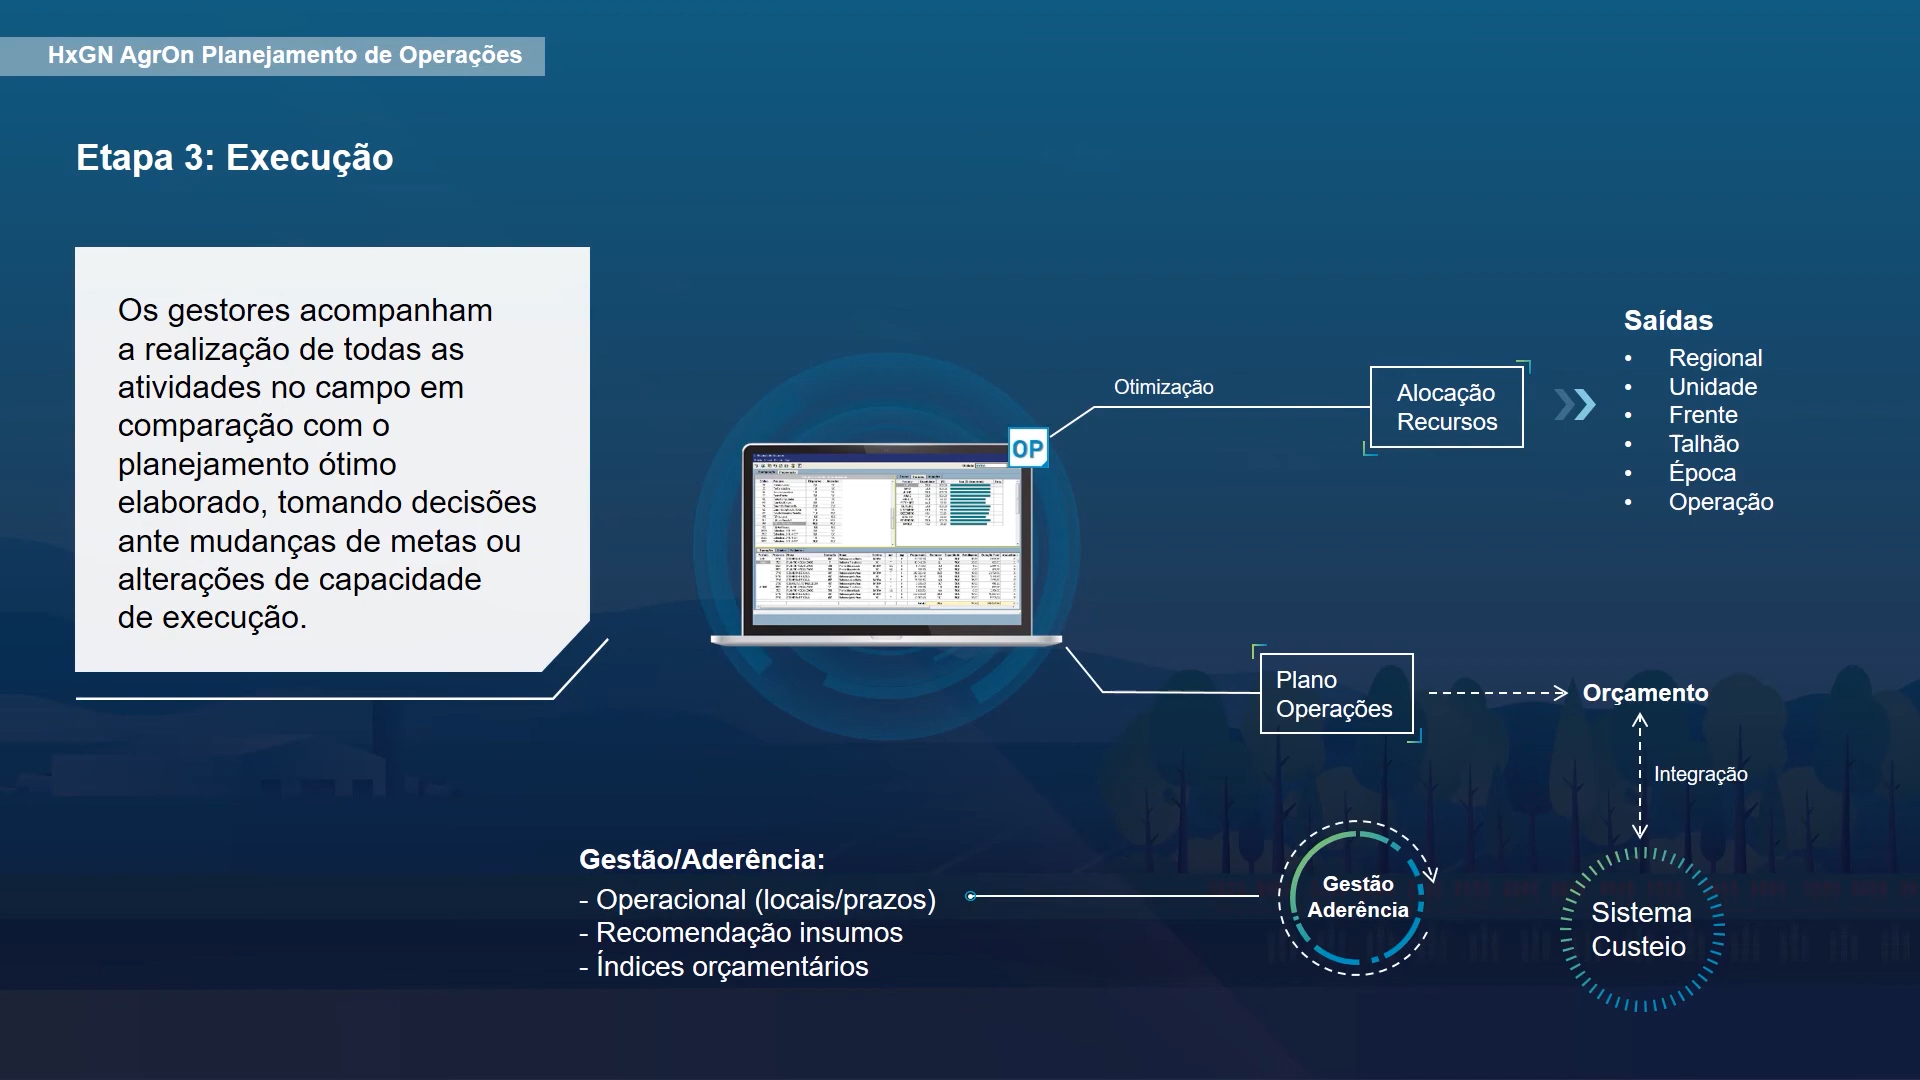 HxGN AgrOn Planejamento de Operações
Etapa 3: Execução
Os gestores acompanham
a realização de todas as
atividades no campo em
comparação com o
planejamento ótimo
elaborado, tomando decisões
ante mudanças de metas ou
alterações de capacidade
de execução.
OP
Otimização
Alocação
Recursos
Saídas
• Regional
• Unidade
• Frente
• Talhão
• Época
• Operação
Plano
Operações
Orçamento
Integração
Gestão/Aderência:
- Operacional (locais/prazos)
- Recomendação insumos
- Índices orçamentários
Gestão
Aderência
Sistema
Custeio